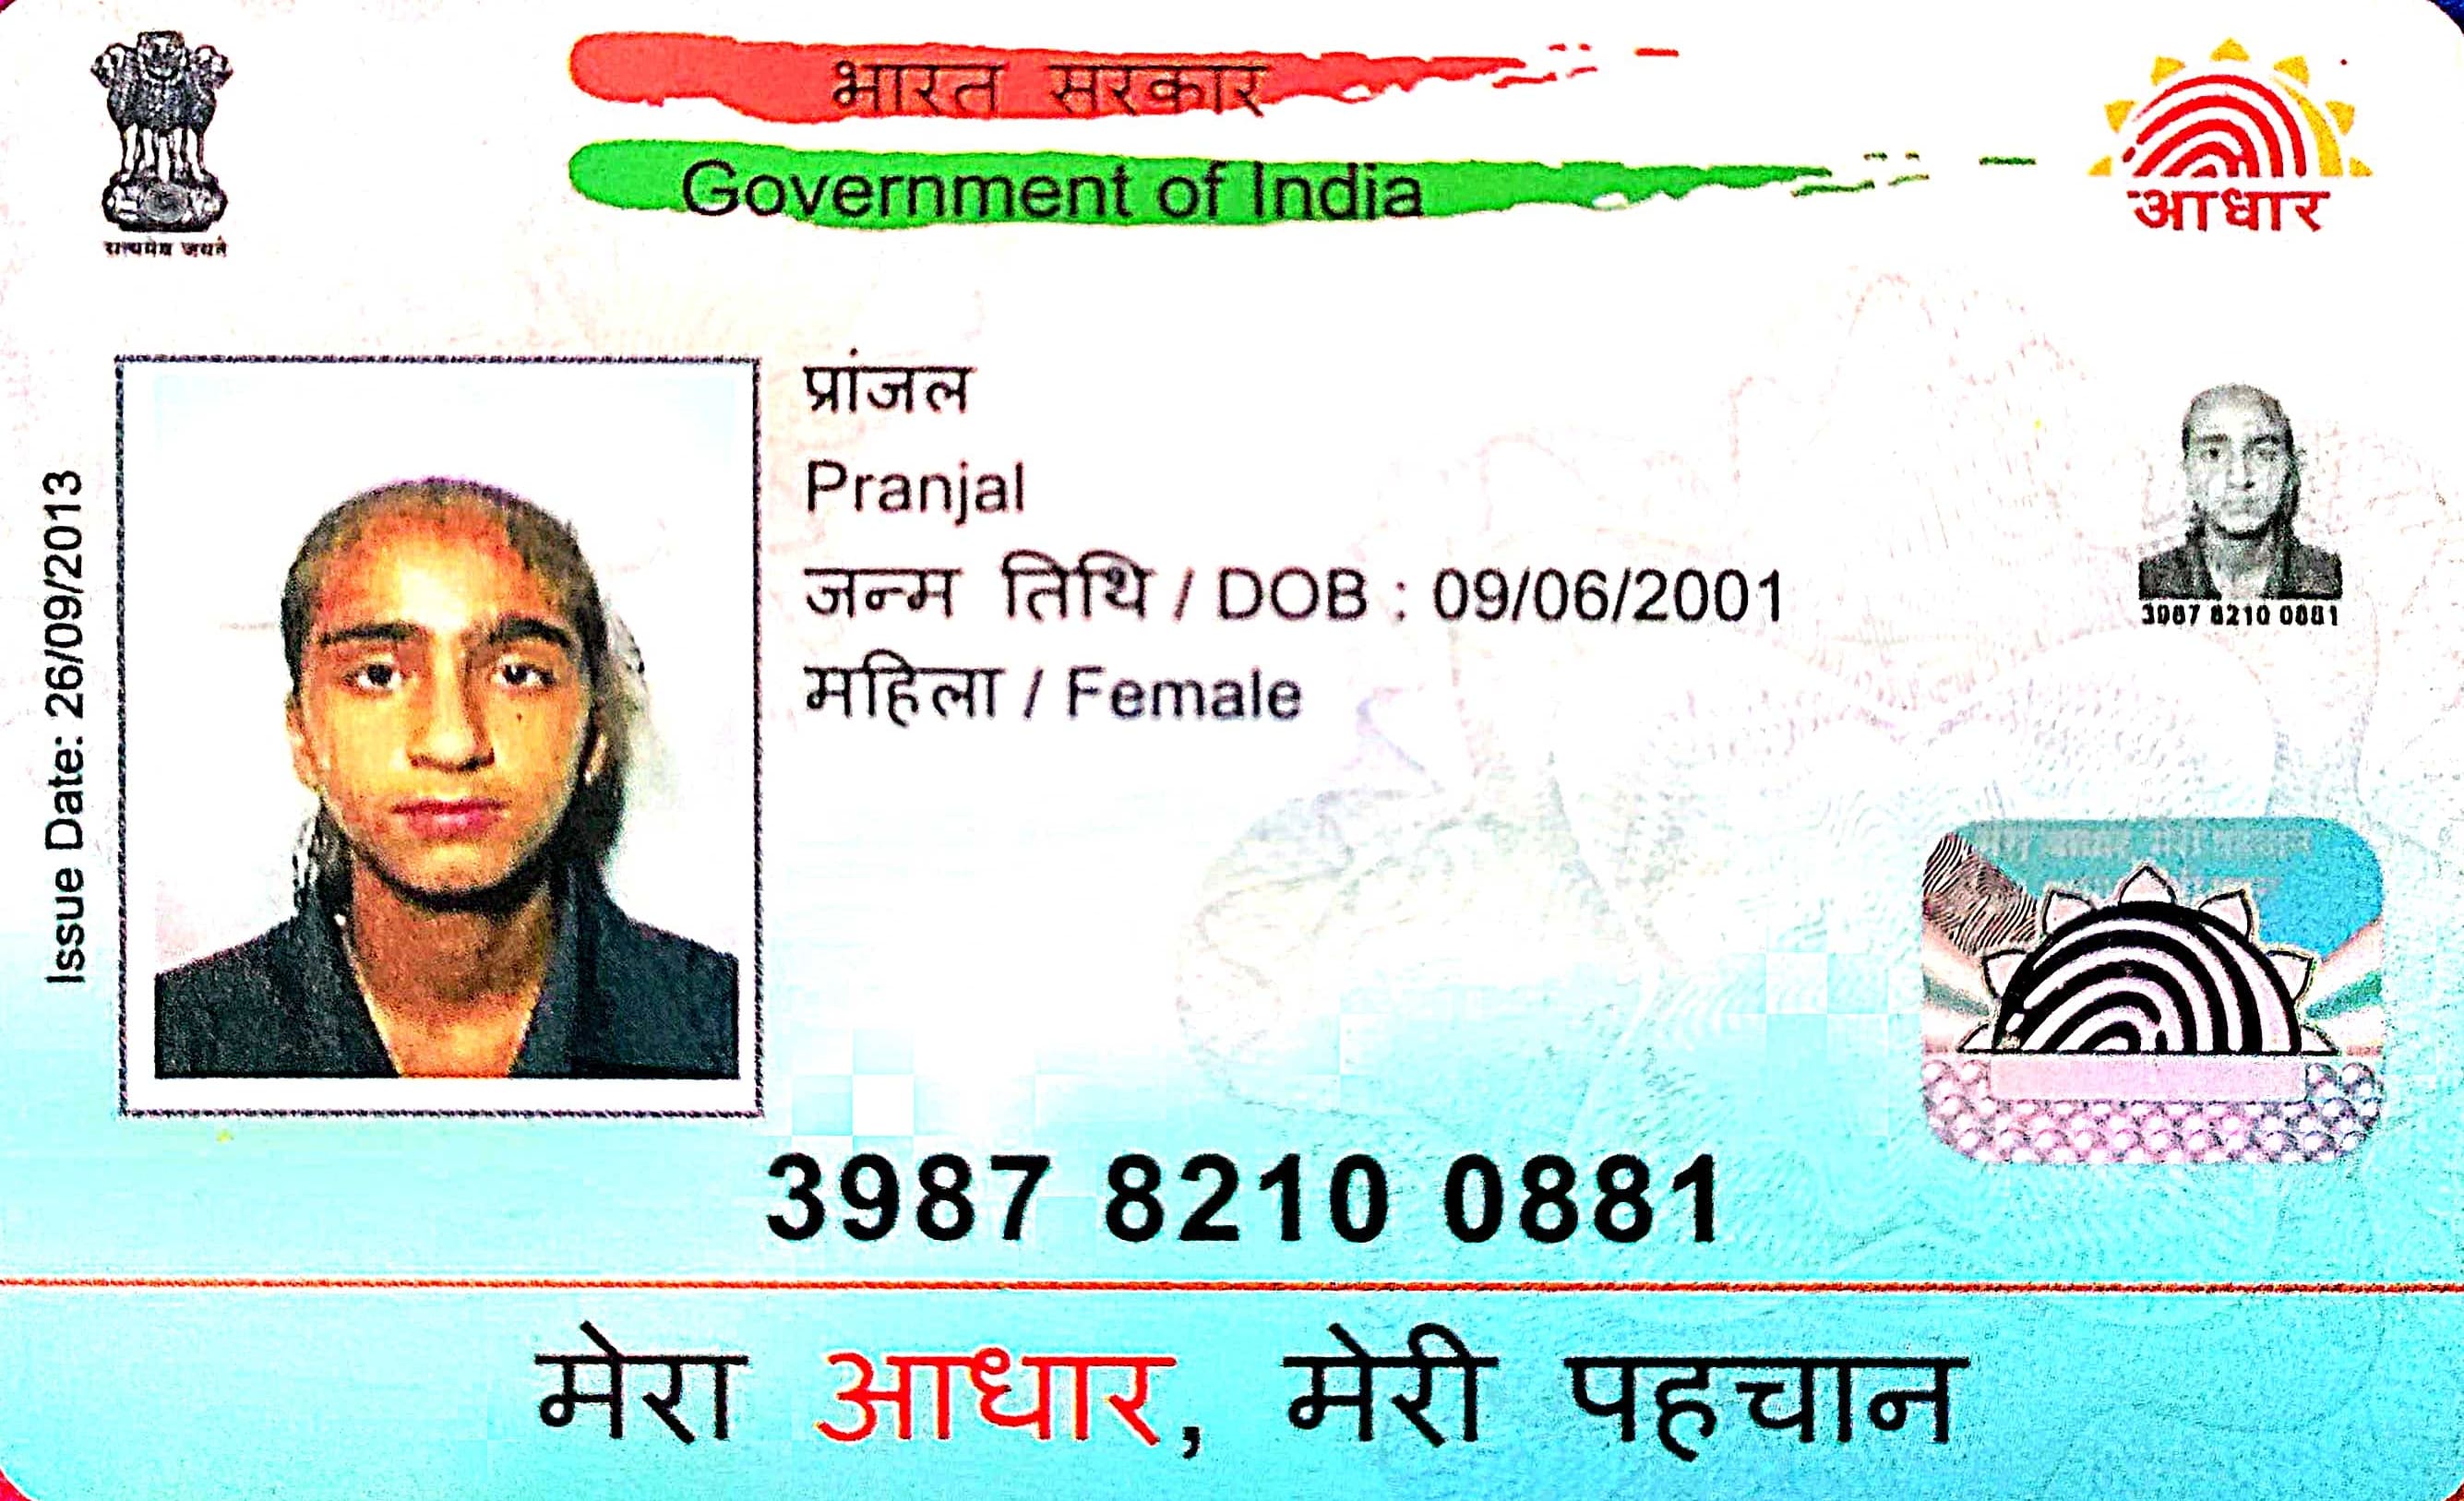 सत्यमेव जयते
भारत सरकार
Government of India
आधार
Issue Date: 26/09/2013
प्रांजल
Pranjal
जन्म तिथि / DOB : 09/06/2001
महिला / Female
3987 8210 0881
3987 8210 0881
मेरा आधार, मेरी पहचान